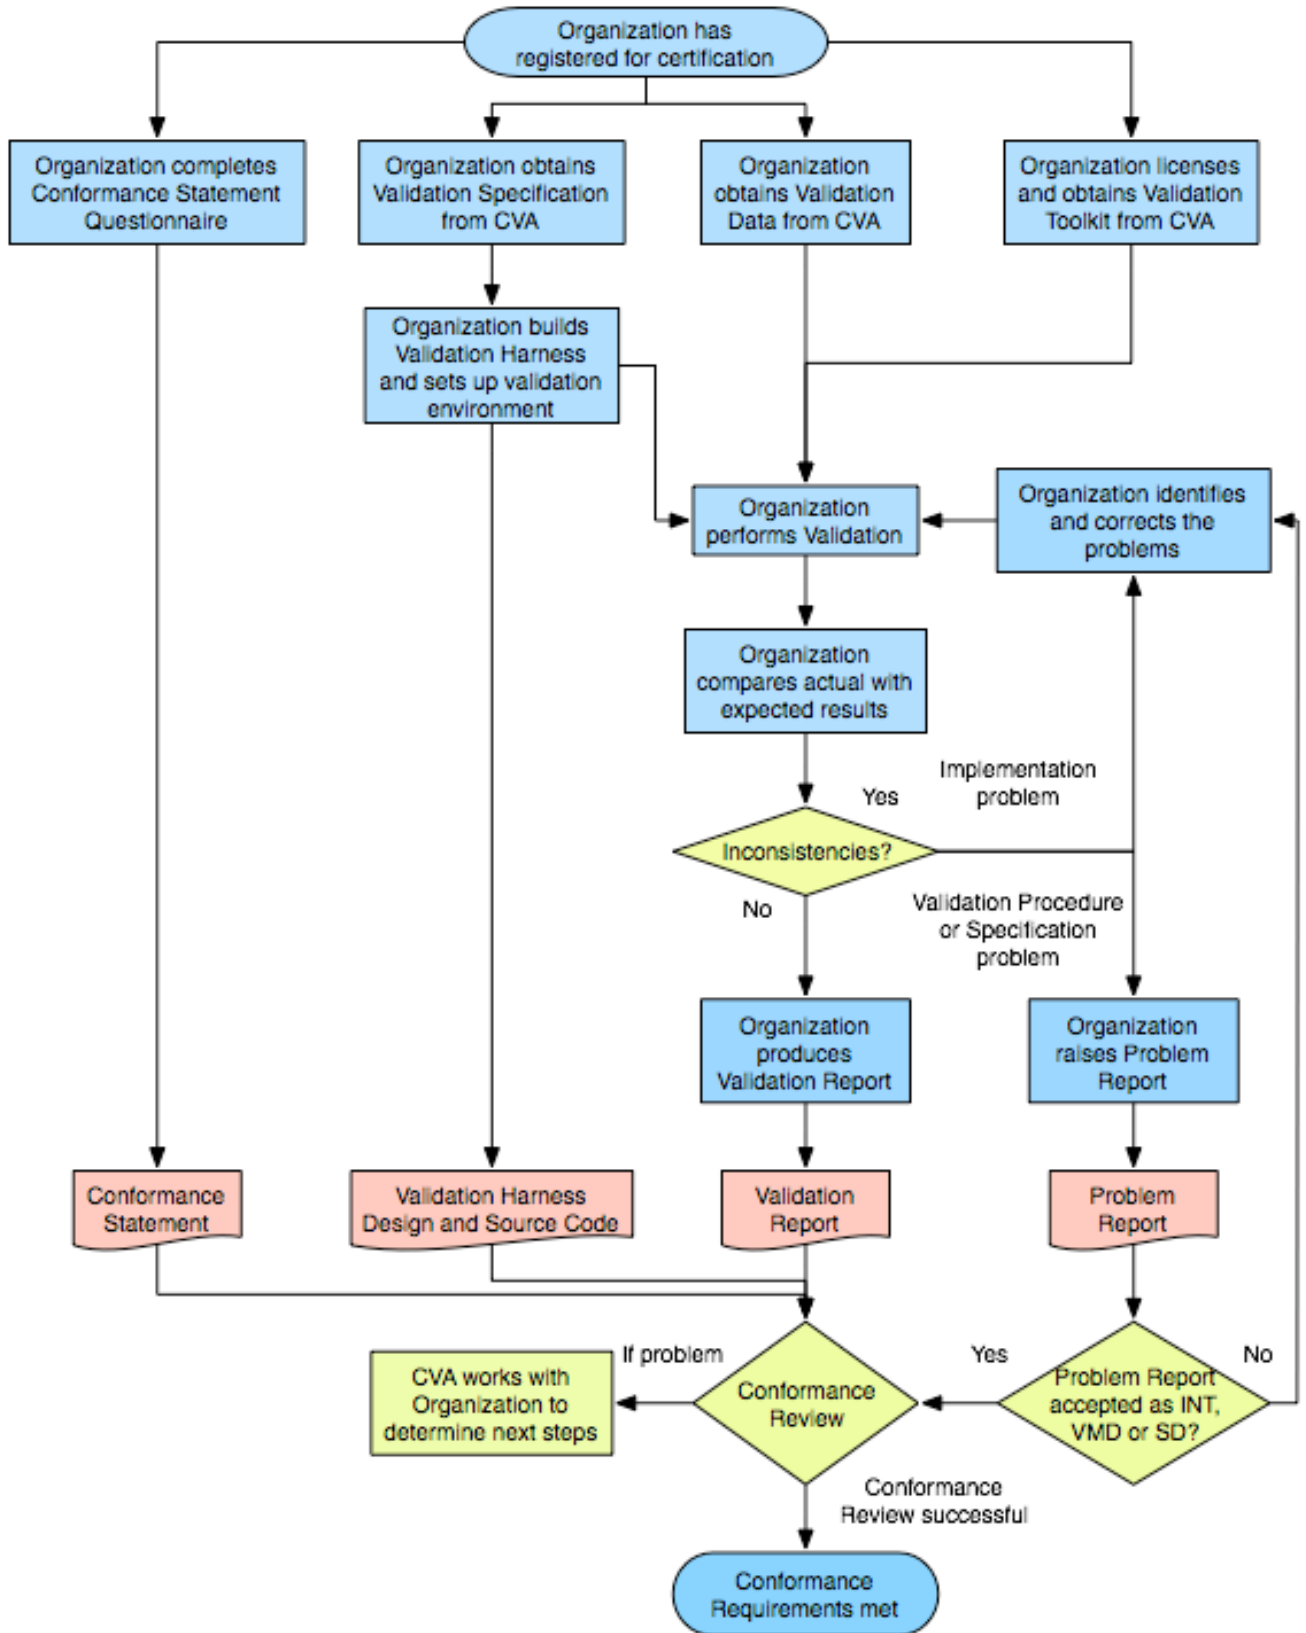 Organization has
registered for certification
Organization completes
Conformance Statement
Questionnaire
Organization obtains
Validation Specification
from CVA
Organization
obtains Validation
Data from CVA
Organization licenses
and obtains Validation
Toolkit from CVA
Organization builds
Validation Harness
and sets up validation
environment
Organization
performs Validation
Organization identifies
and corrects the
problems
Organization
compares actual with
expected results
Implementation
problem
Yes
Inconsistencies?
No
Validation Procedure
or Specification
problem
Organization
produces
Validation Report
Organization
raises Problem
Report
Conformance
Statement
Validation Harness
Design and Source Code
Validation
Report
Problem
Report
If problem
Yes
No
CVA works with
Organization to
determine next steps
Conformance
Review
Problem Report
accepted as INT,
VMD or SD?
Conformance
Review successful
Conformance
Requirements met